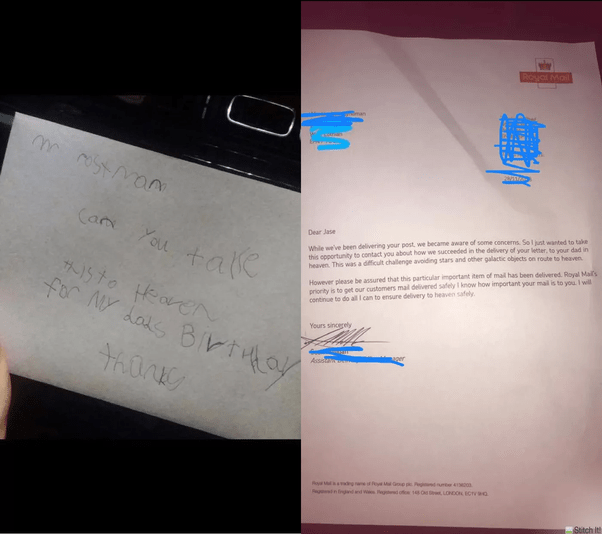 Mr Postman
Can you take
this to Heaven
for my dads Birthday
thanks
Royal Mail
Dear Jase
While we've been delivering your post, we became aware of some concerns. So I just wanted to take
this opportunity to contact you about how we succeeded in the delivery of your letter, to your dad in
heaven. This was a difficult challenge avoiding stars and other galactic objects on route to heaven.
However please be assured that this particular important item of mail has been delivered. Royal Mail's
priority is to get our customers mail delivered safely I know how important your mail is to you. I will
continue to do all I can to ensure delivery to heaven safely.
Yours sincerely
Assistant
Royal Mail is a trading name of Royal Mail Group plc. Registered number 4138203.
Registered in England and Wales. Registered office: 148 Old Street, LONDON, EC1V 9HQ.
Stitch It!